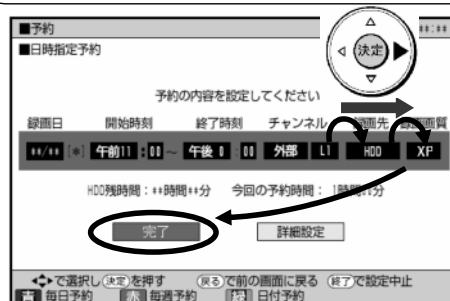 ■予約
■日時指定予約 **:**
決定
予約の内容を設定してください
録画日 開始時刻 終了時刻 チャンネル 録画先 録画画質
**/** [*] 午前11:00 ～ 午後 0:00 外部 L1 HDD XP
HDD残時間：**時間**分 今回の予約時間： 1時間
完了 詳細設定
で選択し 決定 を押す 戻る で前の画面に戻る 終了 で設定中止
青 毎日予約 赤 毎週予約 緑 日付予約